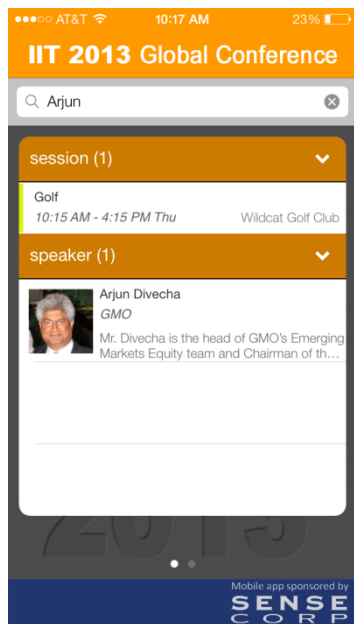 AT&T 10:17 AM 23%
IIT 2013 Global Conference
Arjun
session (1)
Golf
10:15 AM - 4:15 PM Thu Wildcat Golf Club
speaker (1)
Arjun Divecha
GMO
Mr. Divecha is the head of GMO's Emerging
Markets Equity team and Chairman of th...
2013
Mobile app sponsored by
SENSE
CORP